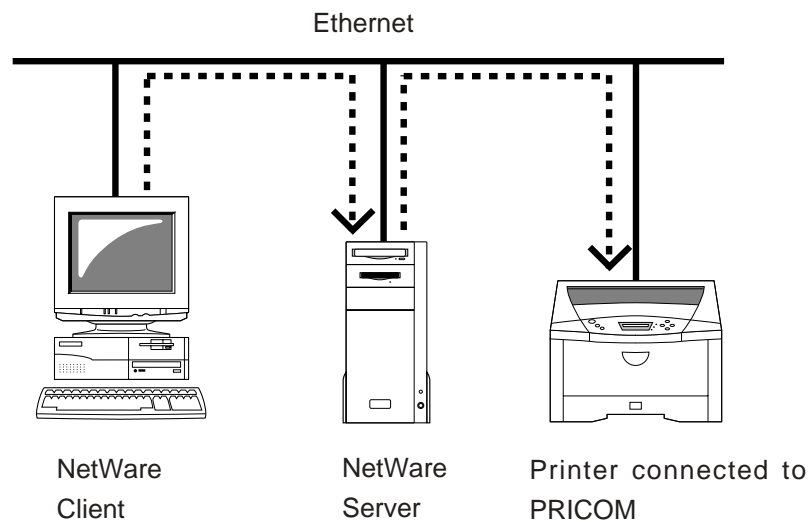 Ethernet
NetWare
Client
NetWare
Server
Printer connected to
PRICOM